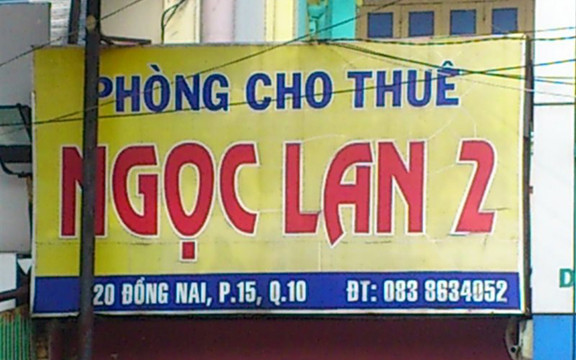 PHÒNG CHO THUÊ
NGỌC LAN 2
20 ĐỒNG NAI, P.15, Q.10 ĐT: 083 8634052